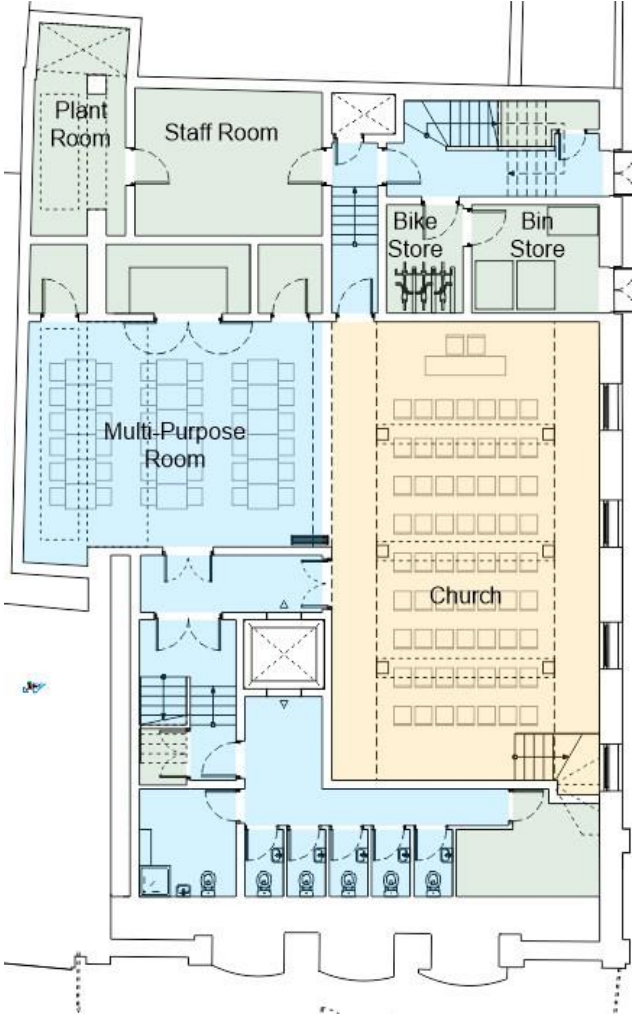 Plant
Room
Staff Room
Bike
Store
Bin
Store
Multi-Purpose
Room
Church